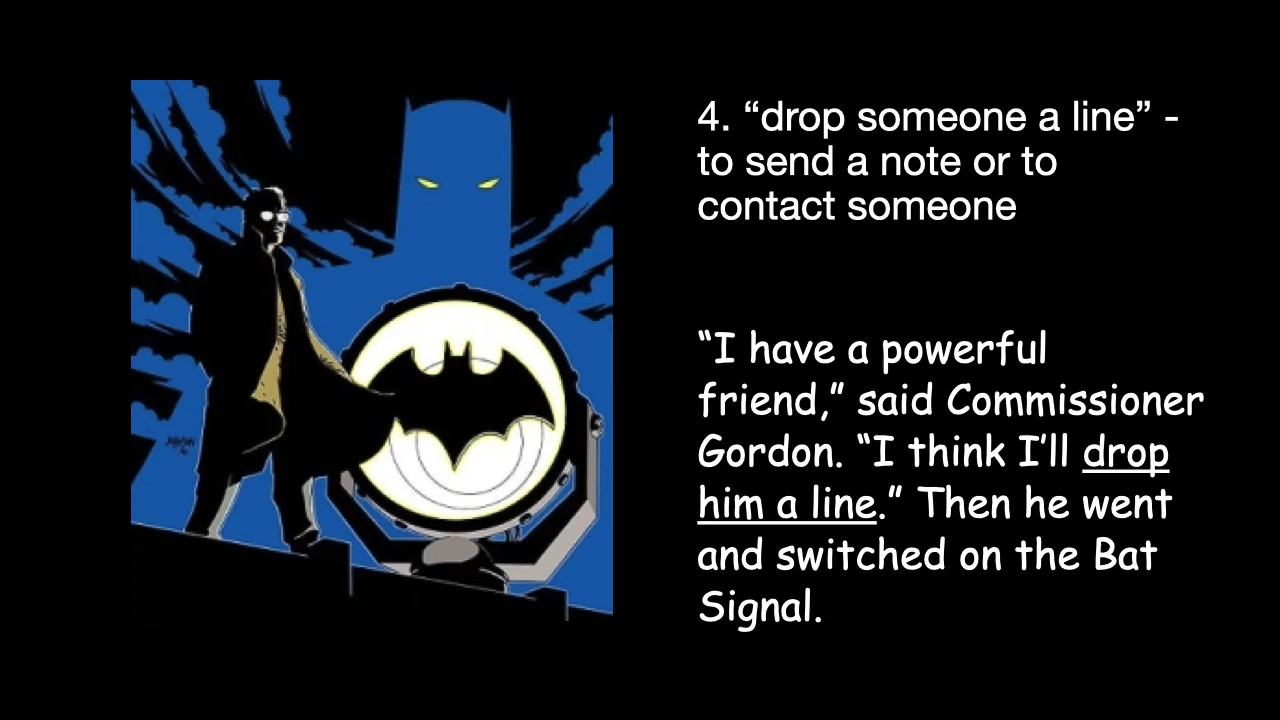 4. “drop someone a line” -
to send a note or to
contact someone
“I have a powerful
friend,” said Commissioner
Gordon. “I think I’ll drop
him a line.” Then he went
and switched on the Bat
Signal.